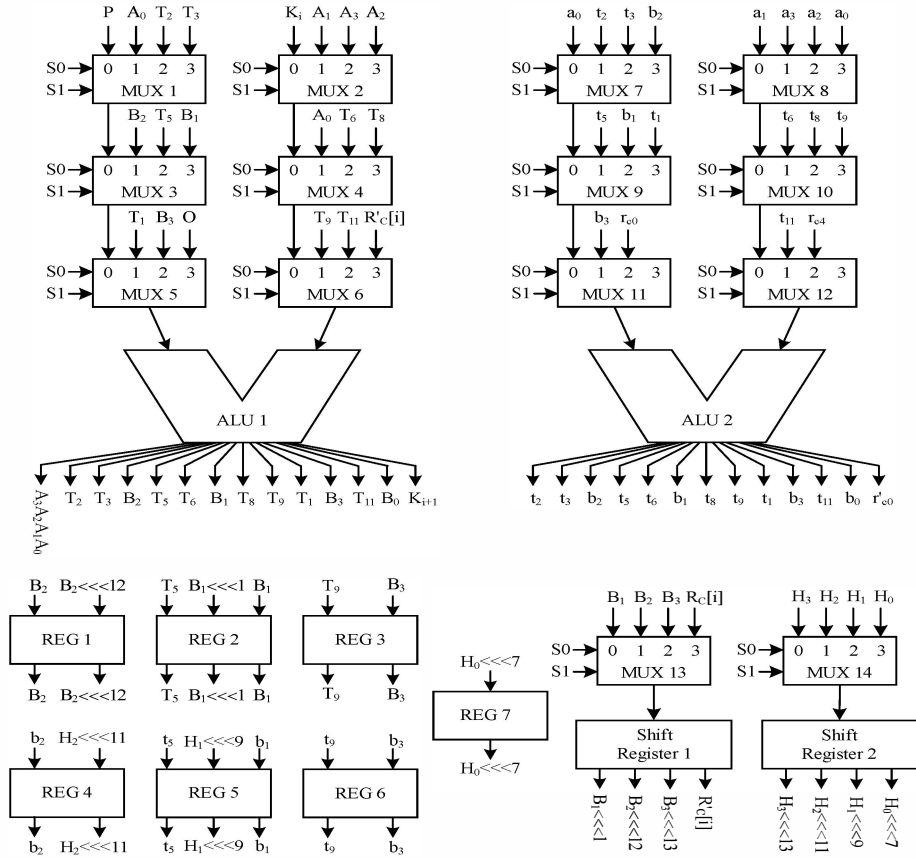 P A₀ T₂ T₃ Kᵢ A₁ A₃ A₂ a₀ t₂ t₃ b₂ a₁ a₃ a₂ a₀
S0 0 1 2 3 S0 0 1 2 3 S0 0 1 2 3 S0 0 1 2 3
S1 MUX 1 S1 MUX 2 S1 MUX 7 S1 MUX 8
B₂ T₅ B₁ A₀ T₆ T₈ t₅ b₁ t₁ t₆ t₈ t₉
S0 0 1 2 3 S0 0 1 2 3 S0 0 1 2 3 S0 0 1 2 3
S1 MUX 3 S1 MUX 4 S1 MUX 9 S1 MUX 10
T₁ B₃ O T₉ T₁₁ R'C[i] b₃ rc0 t₁₁ rc4
S0 0 1 2 3 S0 0 1 2 3 S0 0 1 2 3 S0 0 1 2 3
S1 MUX 5 S1 MUX 6 S1 MUX 11 S1 MUX 12
ALU 1 ALU 2
A₃A₂A₁A₀ T₂ T₃ B₂ T₅ T₆ B₁ T₈ T₉ T₁ B₃ T₁₁ B₀ Kᵢ₊₁ t₂ t₃ b₂ t₅ t₆ b₁ t₈ t₉ t₁ b₃ t₁₁ b₀ r'c0
B₂ B₂<<<12 T₅ B₁<<<1 B₁ T₉ B₃
REG 1 REG 2 REG 3
B₂ B₂<<<12 T₅ B₁<<<1 B₁ T₉ B₃
b₂ H₂<<<11 t₅ H₁<<<9 b₁ t₉ b₃
REG 4 REG 5 REG 6
b₂ H₂<<<11 t₅ H₁<<<9 b₁ t₉ b₃
H₀<<<7
REG 7
H₀<<<7
B₁ B₂ B₃ RC[i] H₃ H₂ H₁ H₀
S0 0 1 2 3 S0 0 1 2 3
S1 MUX 13 S1 MUX 14
Shift Shift
Register 1 Register 2
B₁<<<1 B₂<<<12 B₃<<<13 R'C[i] H₃<<<13 H₂<<<11 H₁<<<9 H₀<<<7